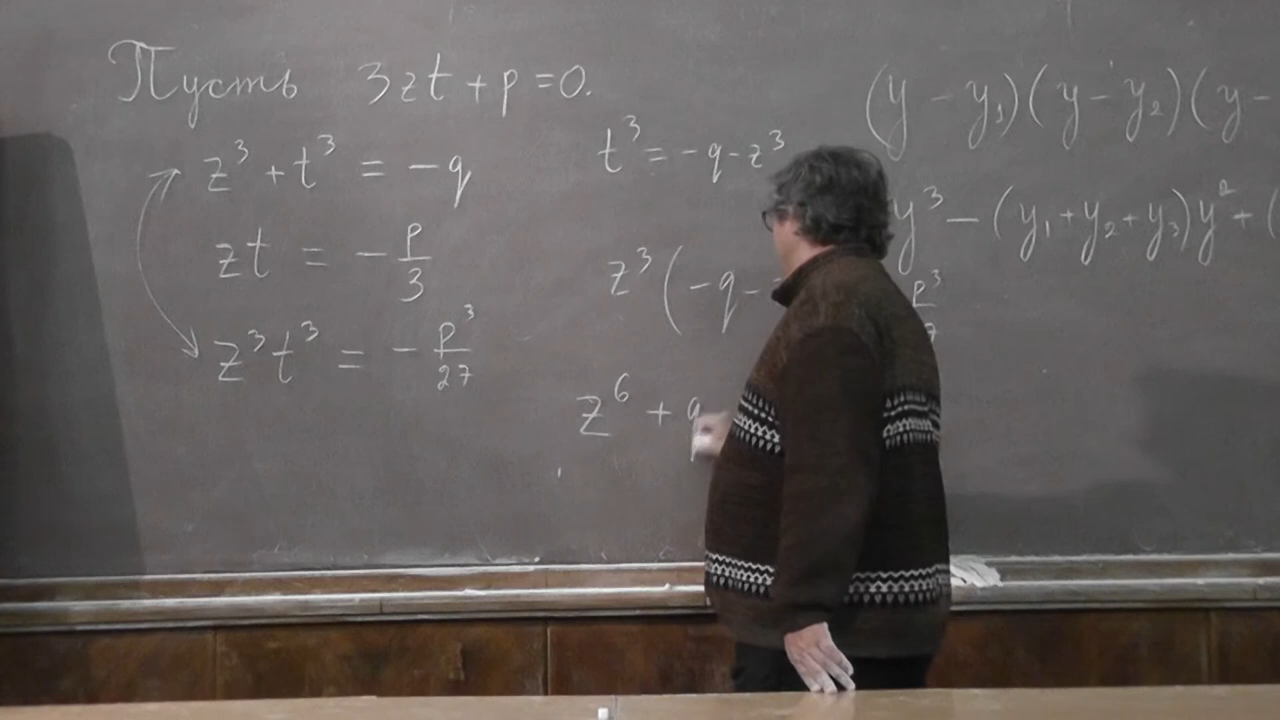 Пусть 3zt + p = 0.
z³ + t³ = -q
zt = -p/3
z³t³ = -p³/27
t³ = -q - z³
z³(-q -
p³
z⁶ + q
(y - y₁)(y - y₂)(y -
y³ - (y₁ + y₂ + y₃)y² + (